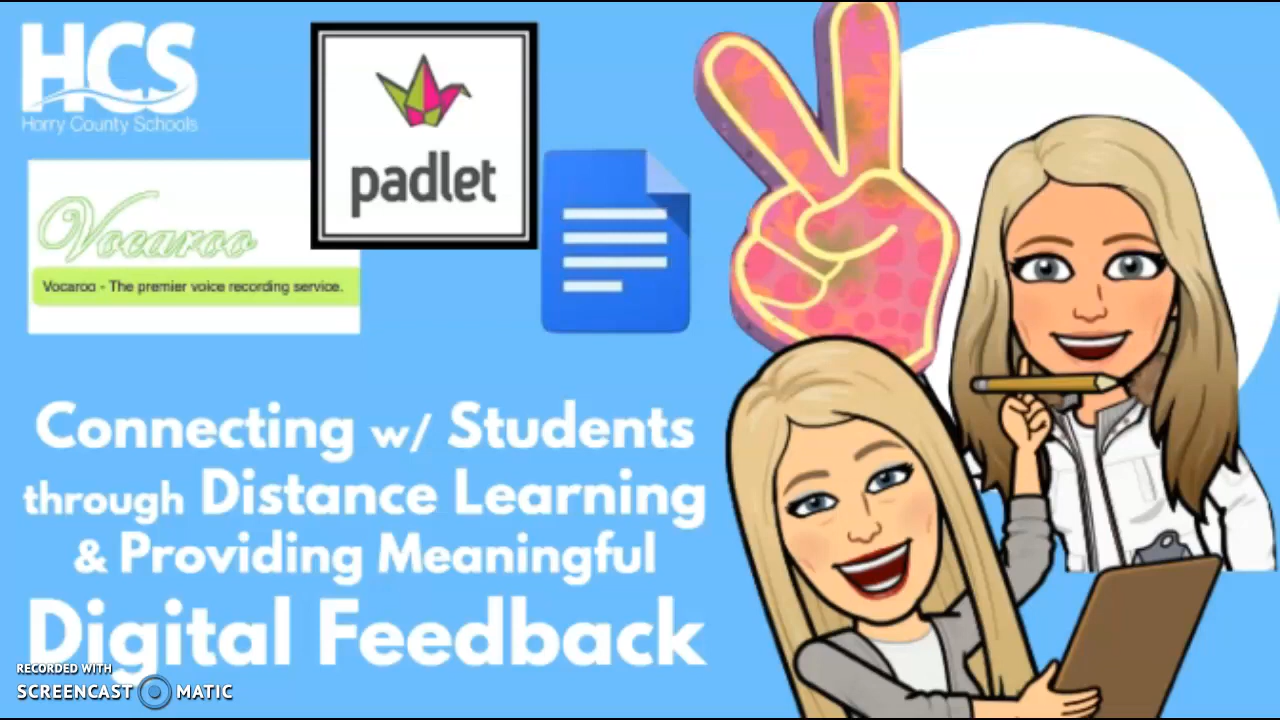 HCS
Horry County Schools
padlet
Vocaroo
Vocaroo - The premier voice recording service.
Connecting w/ Students
through Distance Learning
& Providing Meaningful
Digital Feedback
RECORDED WITH
SCREENCAST MATIC